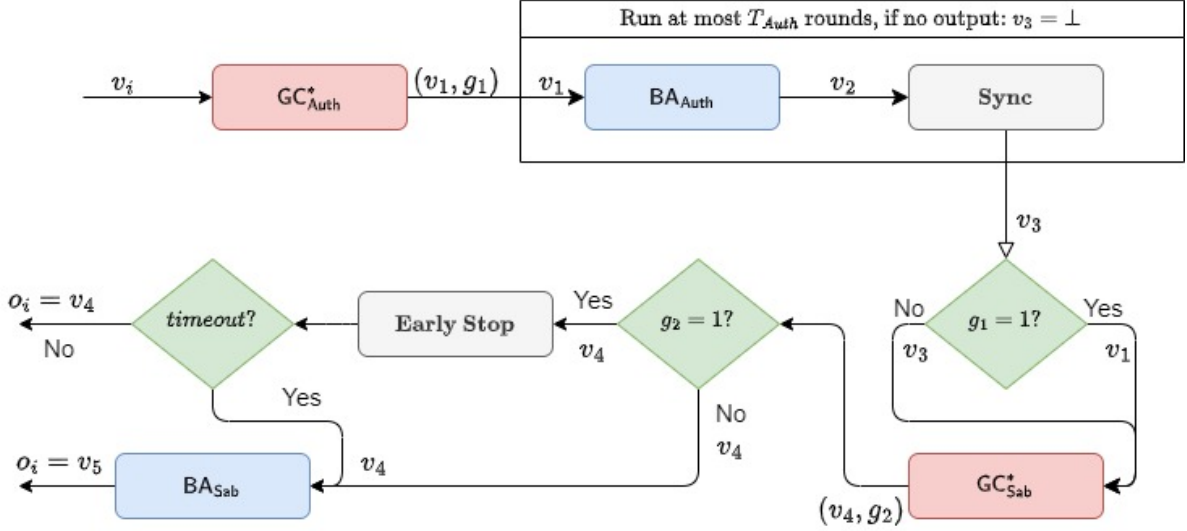 Run at most T_Auth rounds, if no output: v_3 = ⊥
v_i
GC*_Auth
(v_1, g_1)
v_1
BA_Auth
v_2
Sync
v_3
g_1 = 1?
No
v_3
Yes
v_1
GC*_Sab
(v_4, g_2)
g_2 = 1?
Yes
v_4
No
v_4
Early Stop
timeout?
o_i = v_4
No
Yes
v_4
BA_Sab
o_i = v_5